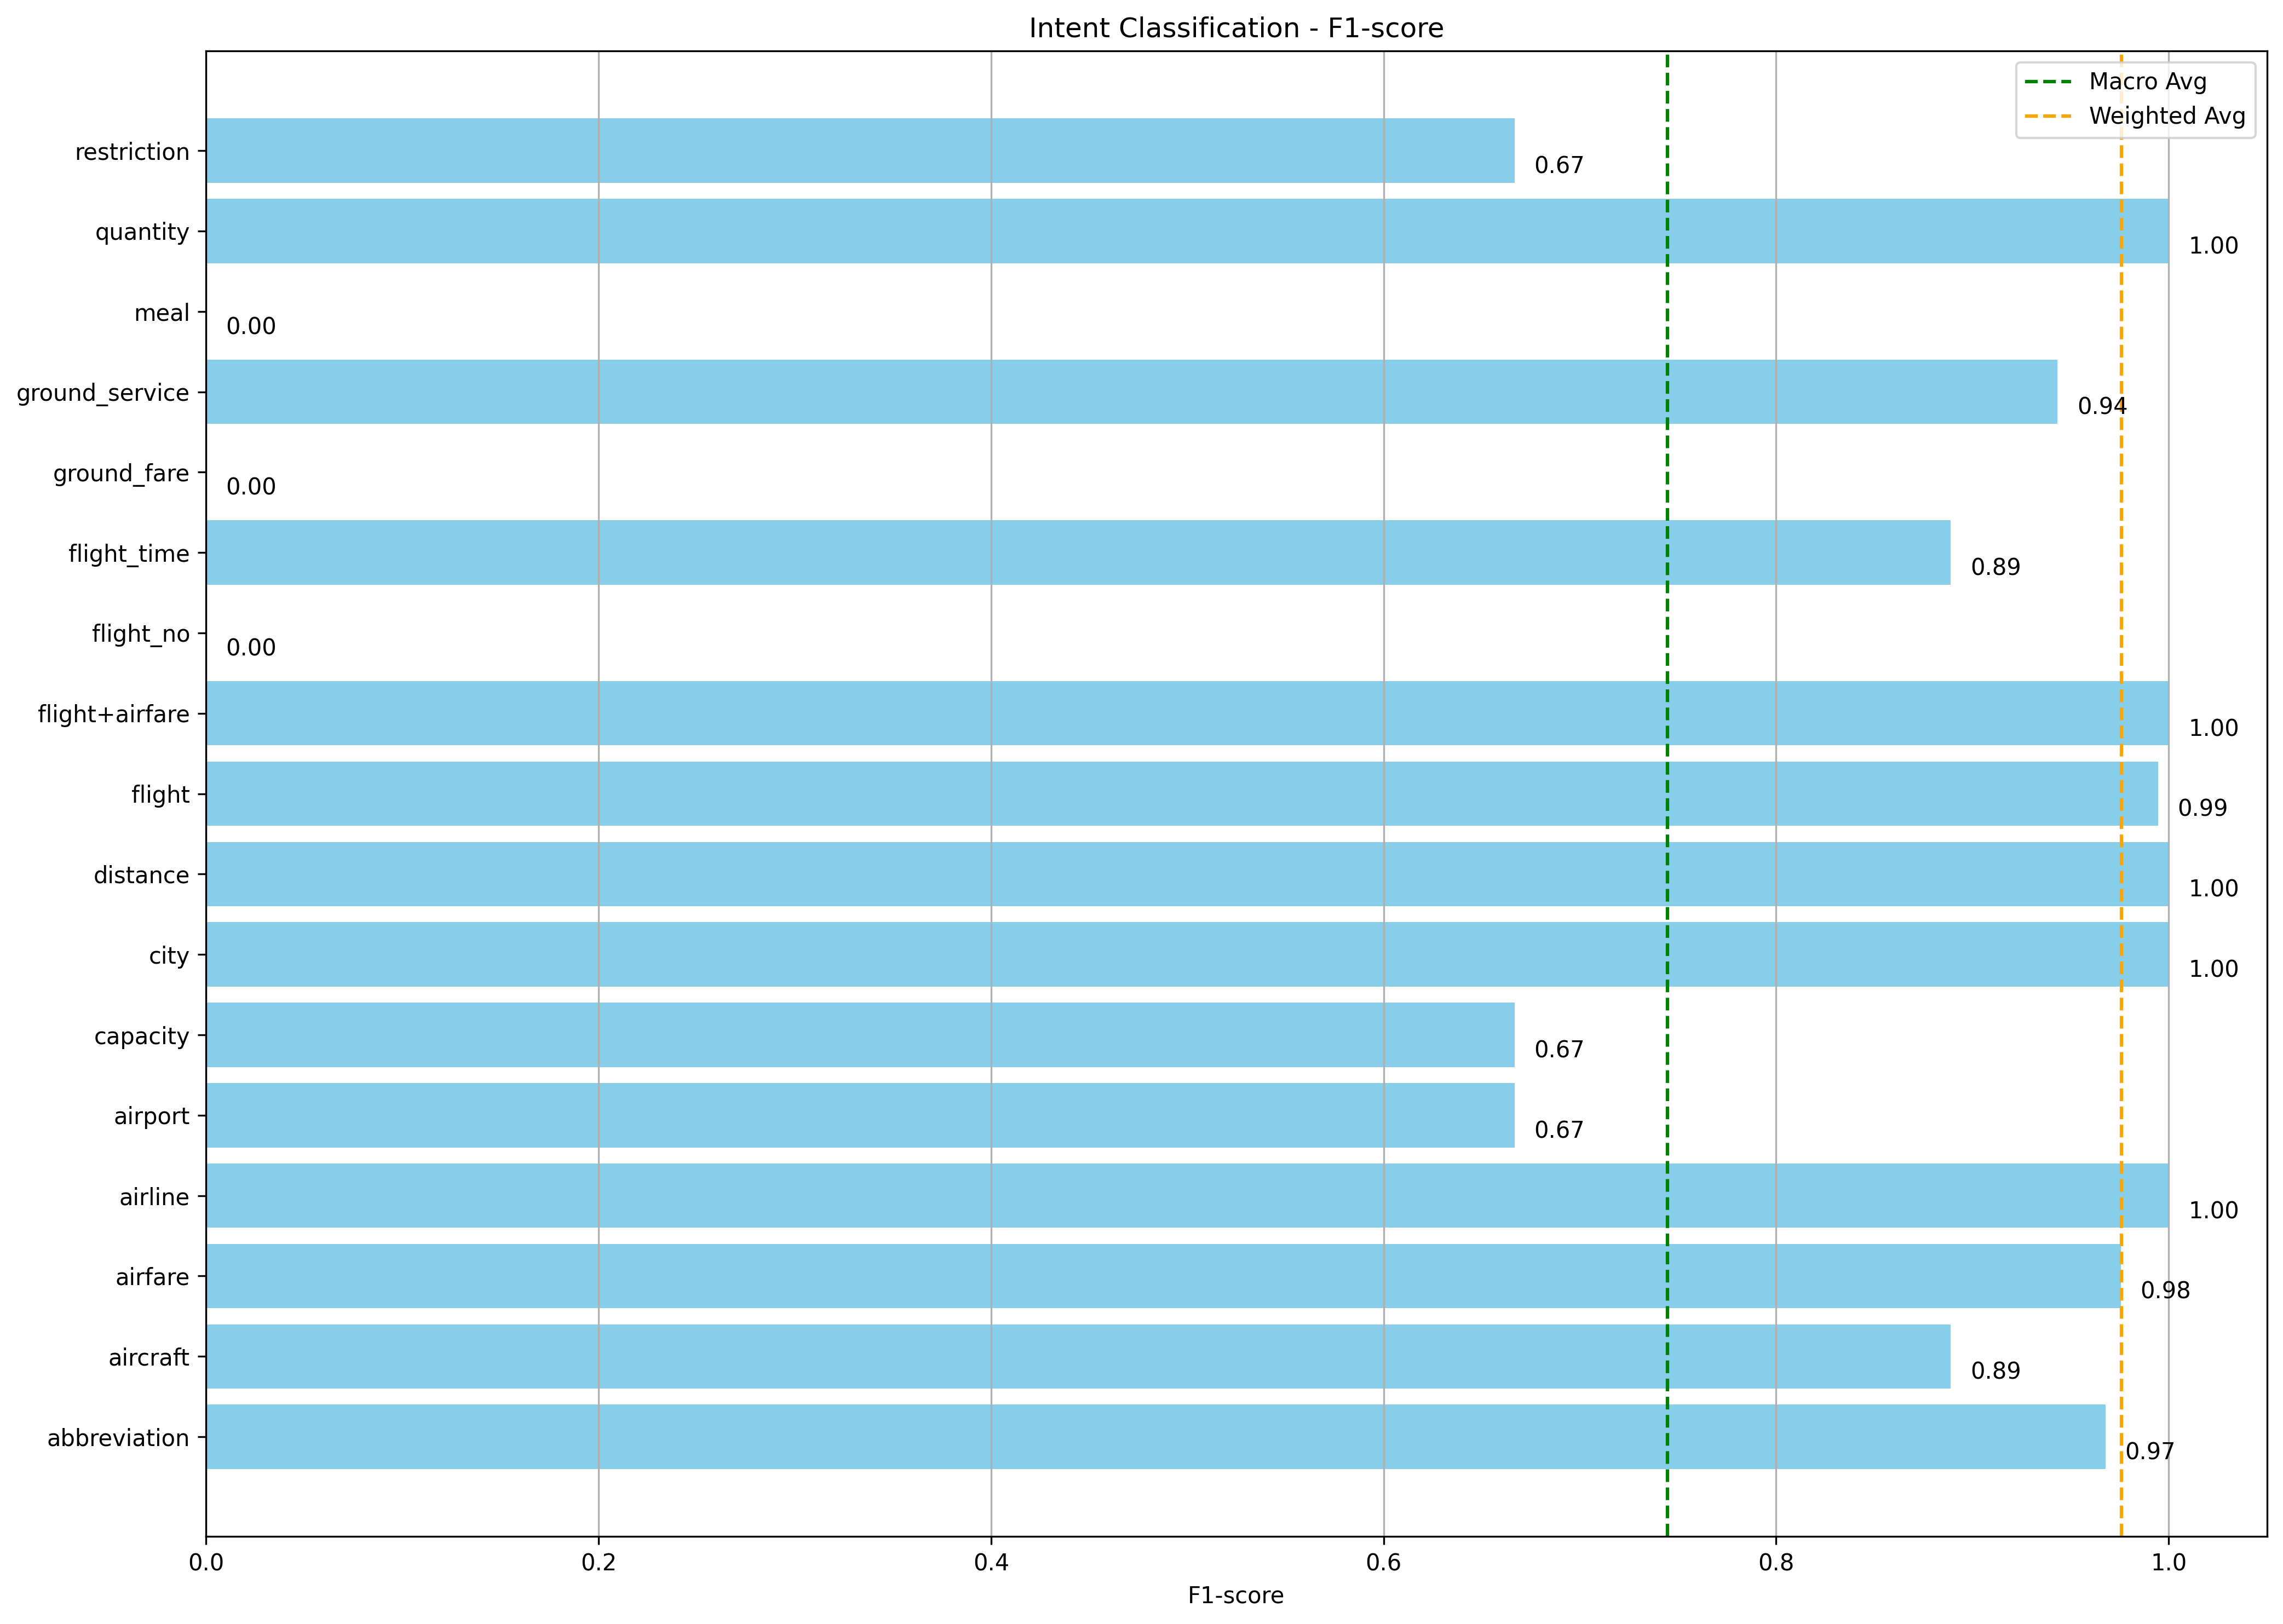 Intent Classification - F1-score
Macro Avg
Weighted Avg
restriction
0.67
quantity
1.00
meal
0.00
ground_service
0.94
ground_fare
0.00
flight_time
0.89
flight_no
0.00
flight+airfare
1.00
flight
0.99
distance
1.00
city
1.00
capacity
0.67
airport
0.67
airline
1.00
airfare
0.98
aircraft
0.89
abbreviation
0.97
0.0 0.2 0.4 0.6 0.8 1.0
F1-score